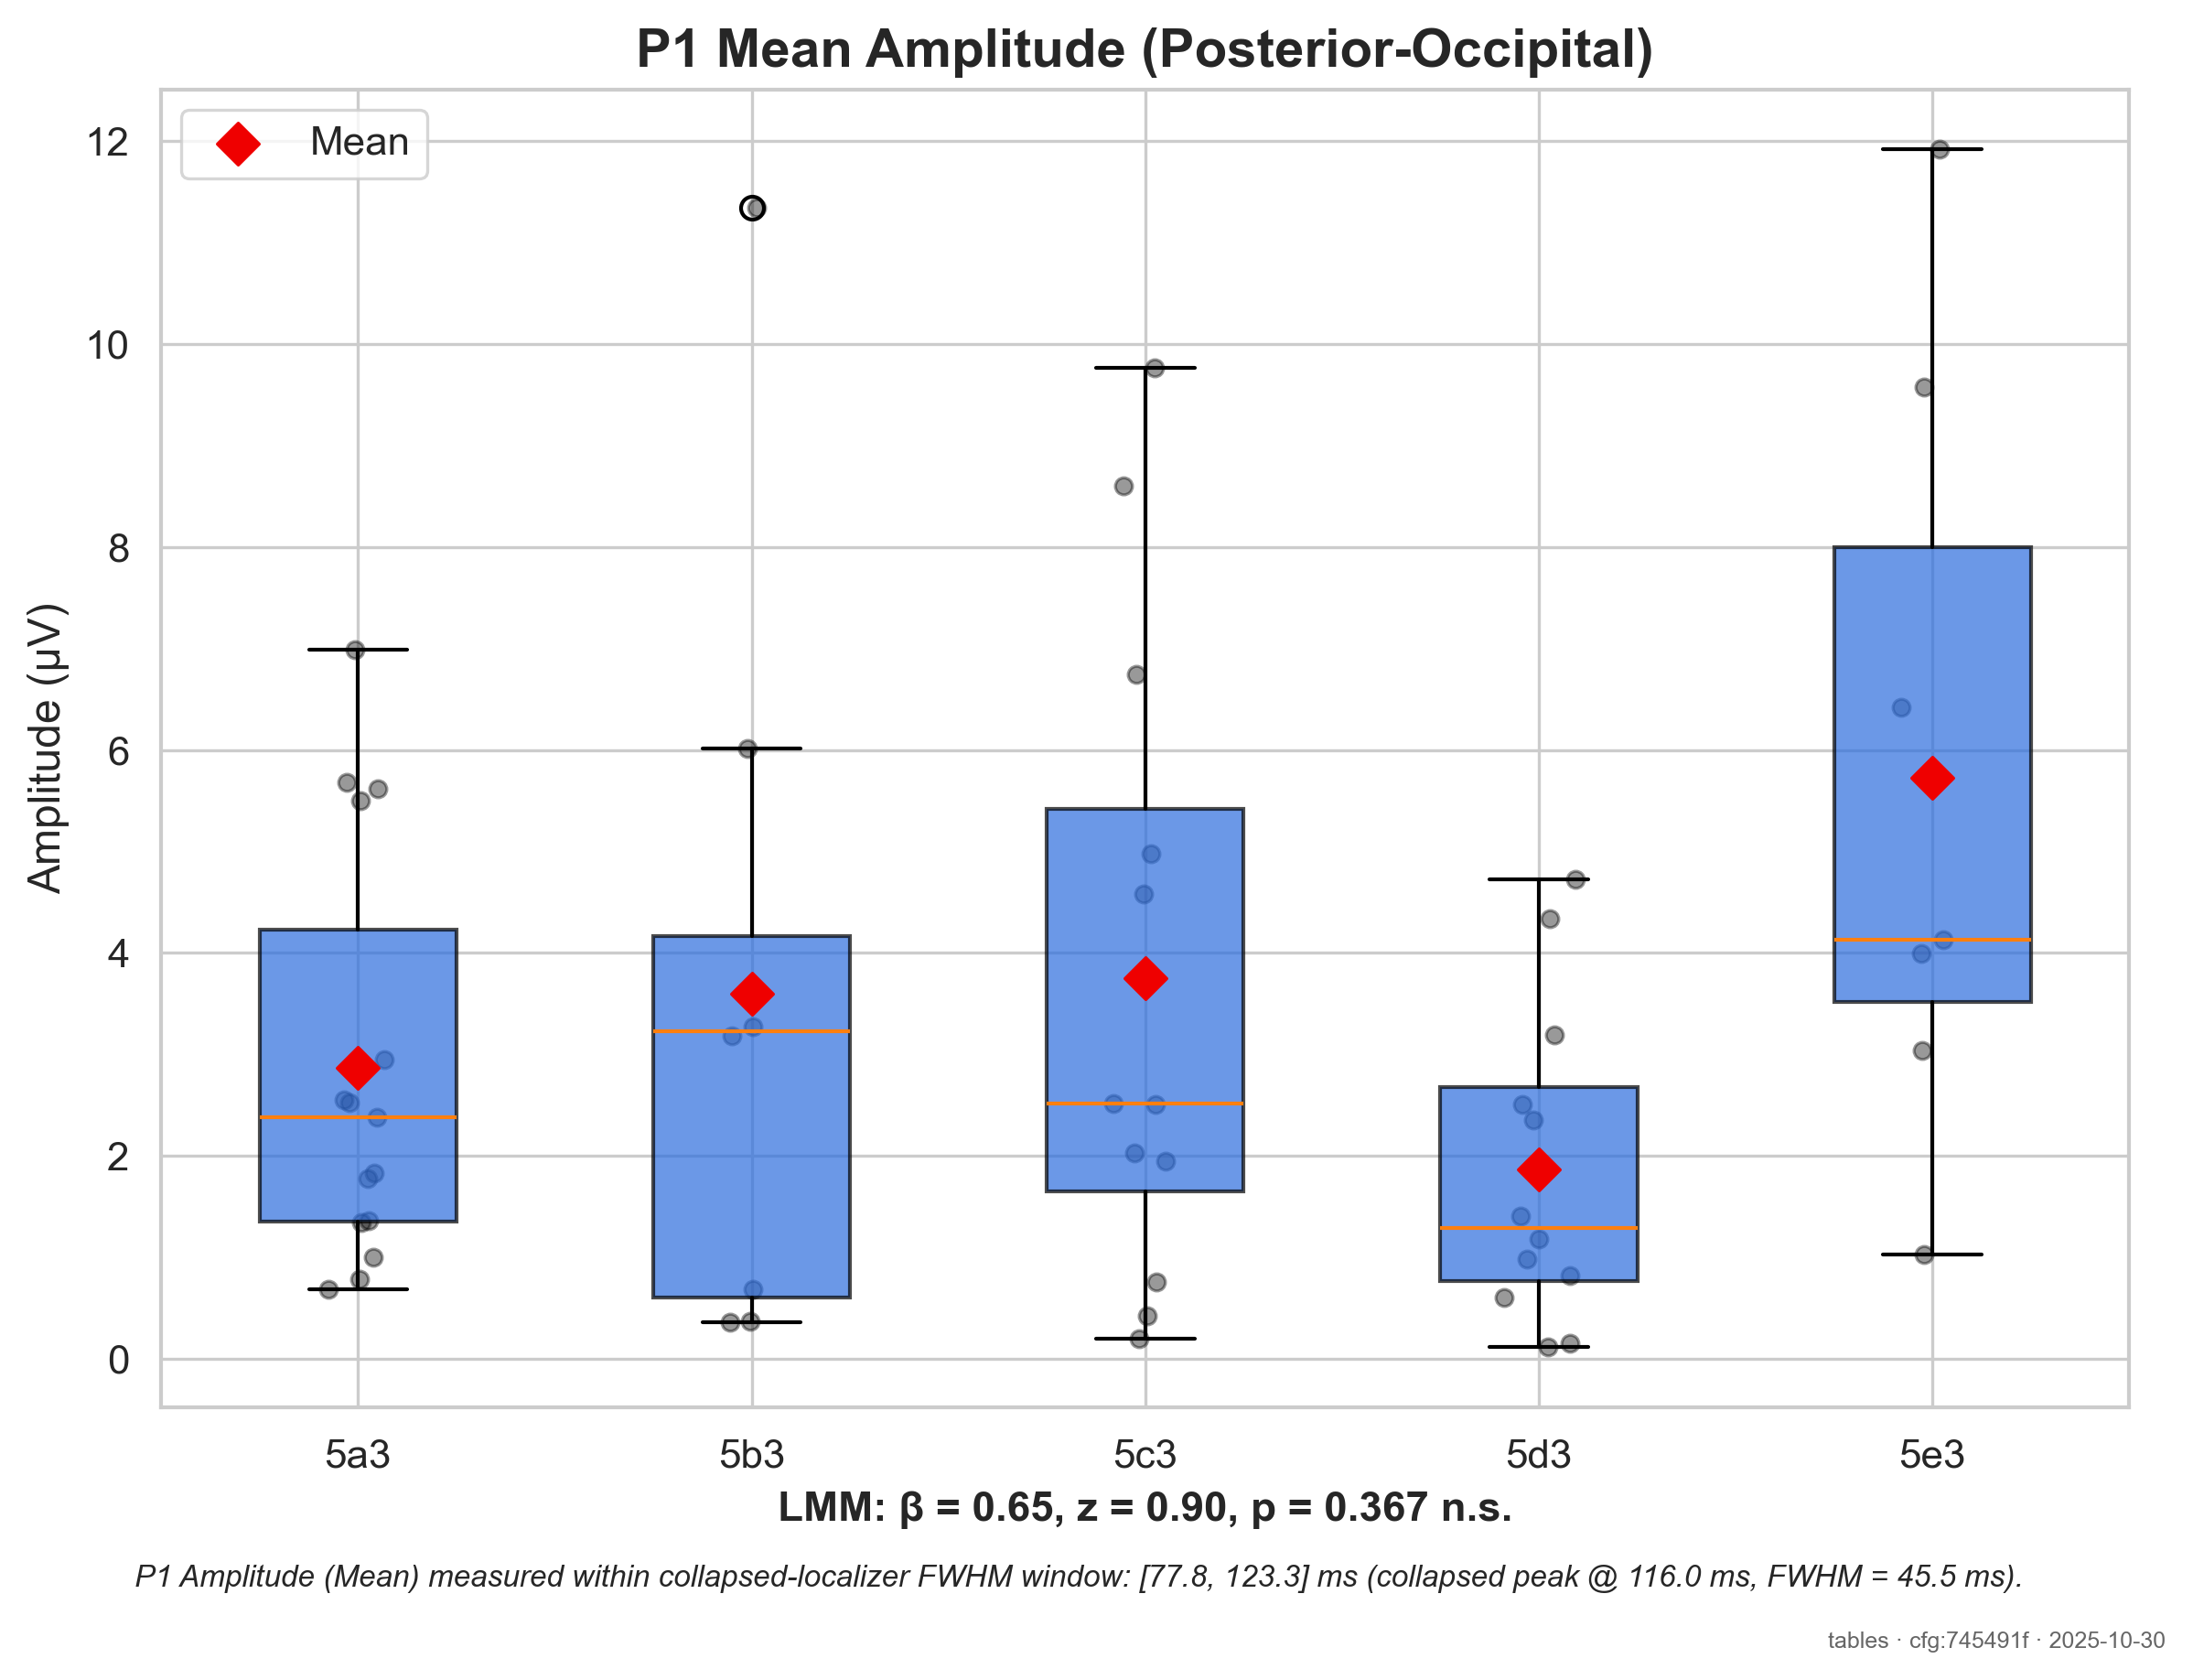 P1 Mean Amplitude (Posterior-Occipital)
Mean
12
10
8
6
4
2
0
Amplitude (µV)
5a3 5b3 5c3 5d3 5e3
LMM: β = 0.65, z = 0.90, p = 0.367 n.s.
P1 Amplitude (Mean) measured within collapsed-localizer FWHM window: [77.8, 123.3] ms (collapsed peak @ 116.0 ms, FWHM = 45.5 ms).
tables · cfg:745491f · 2025-10-30